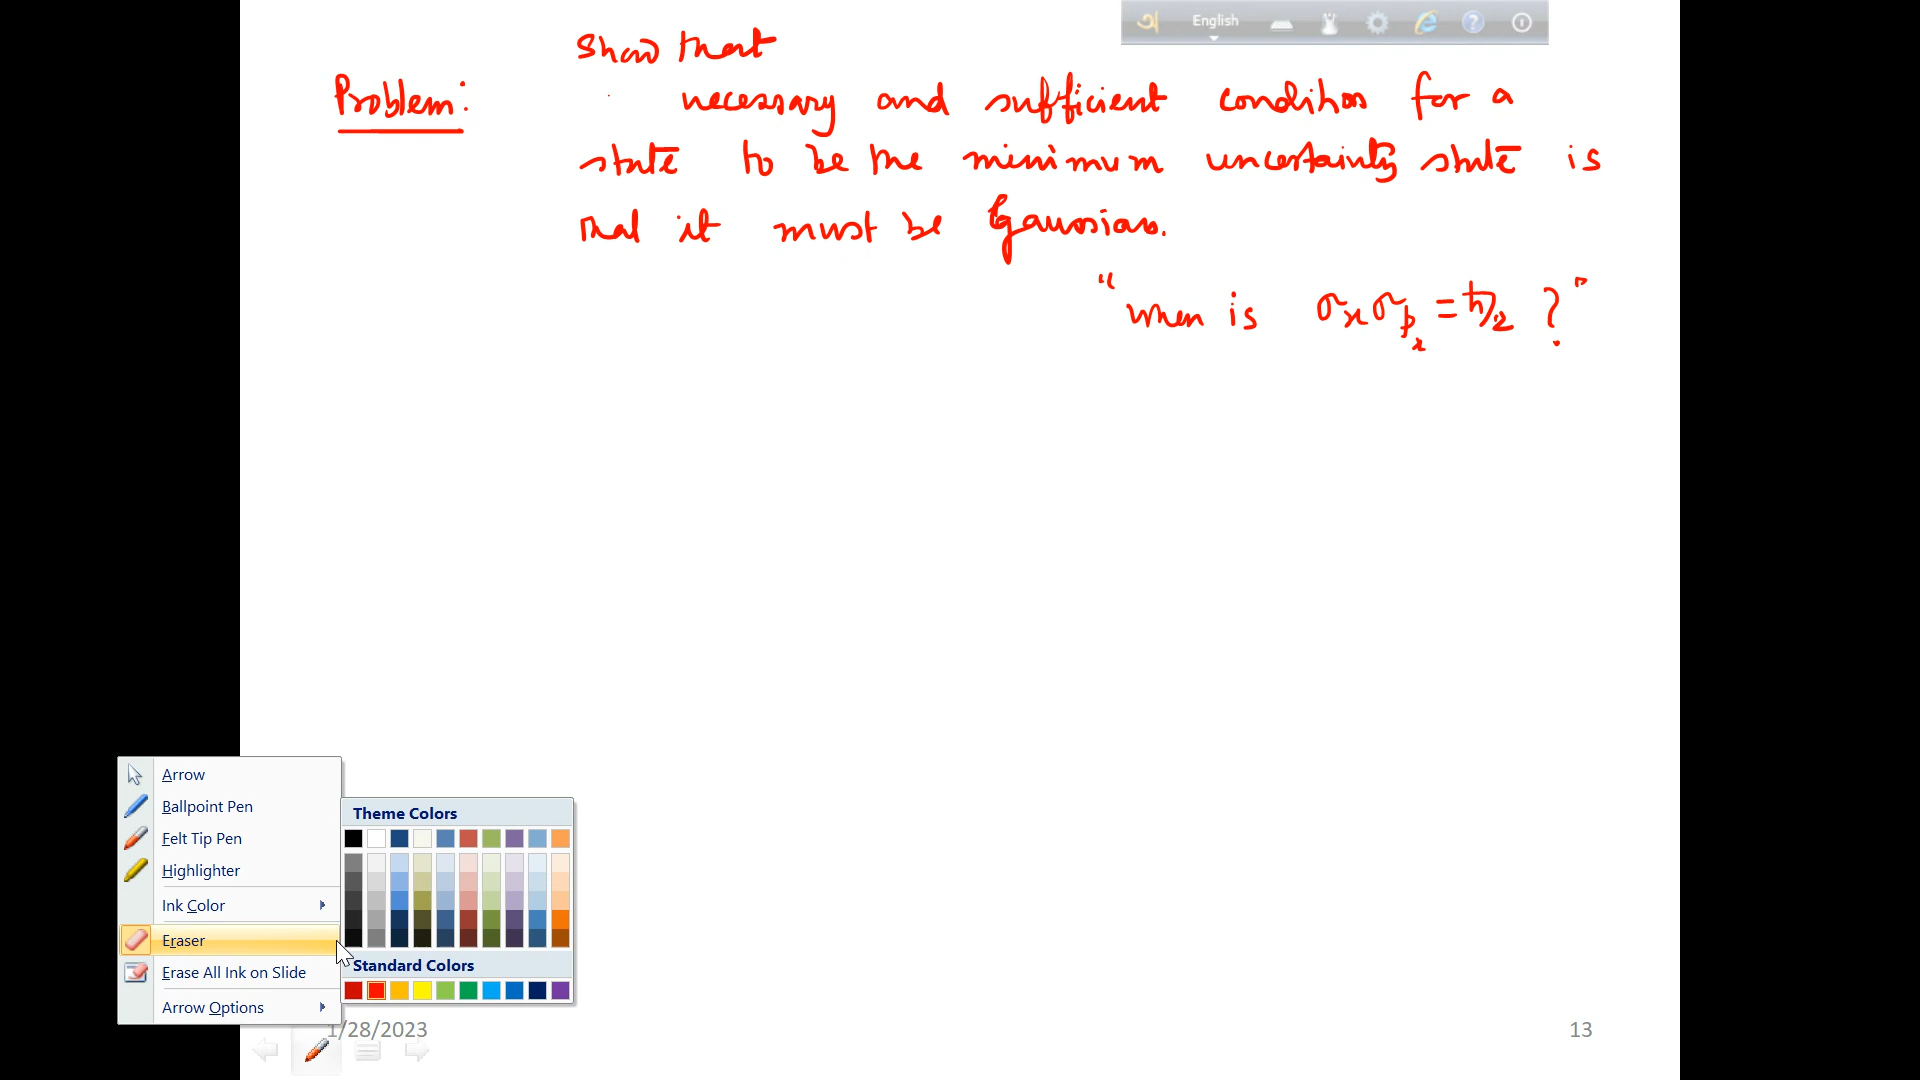 English
Show that
Problem: necessary and sufficient condition for a
state to be the minimum uncertainty state is
that it must be Gaussian.
"when is σₓσₚₓ = ħ/2 ?"
Arrow
Ballpoint Pen
Felt Tip Pen
Highlighter
Ink Color
Eraser
Erase All Ink on Slide
Arrow Options
Theme Colors
Standard Colors
1/28/2023
13